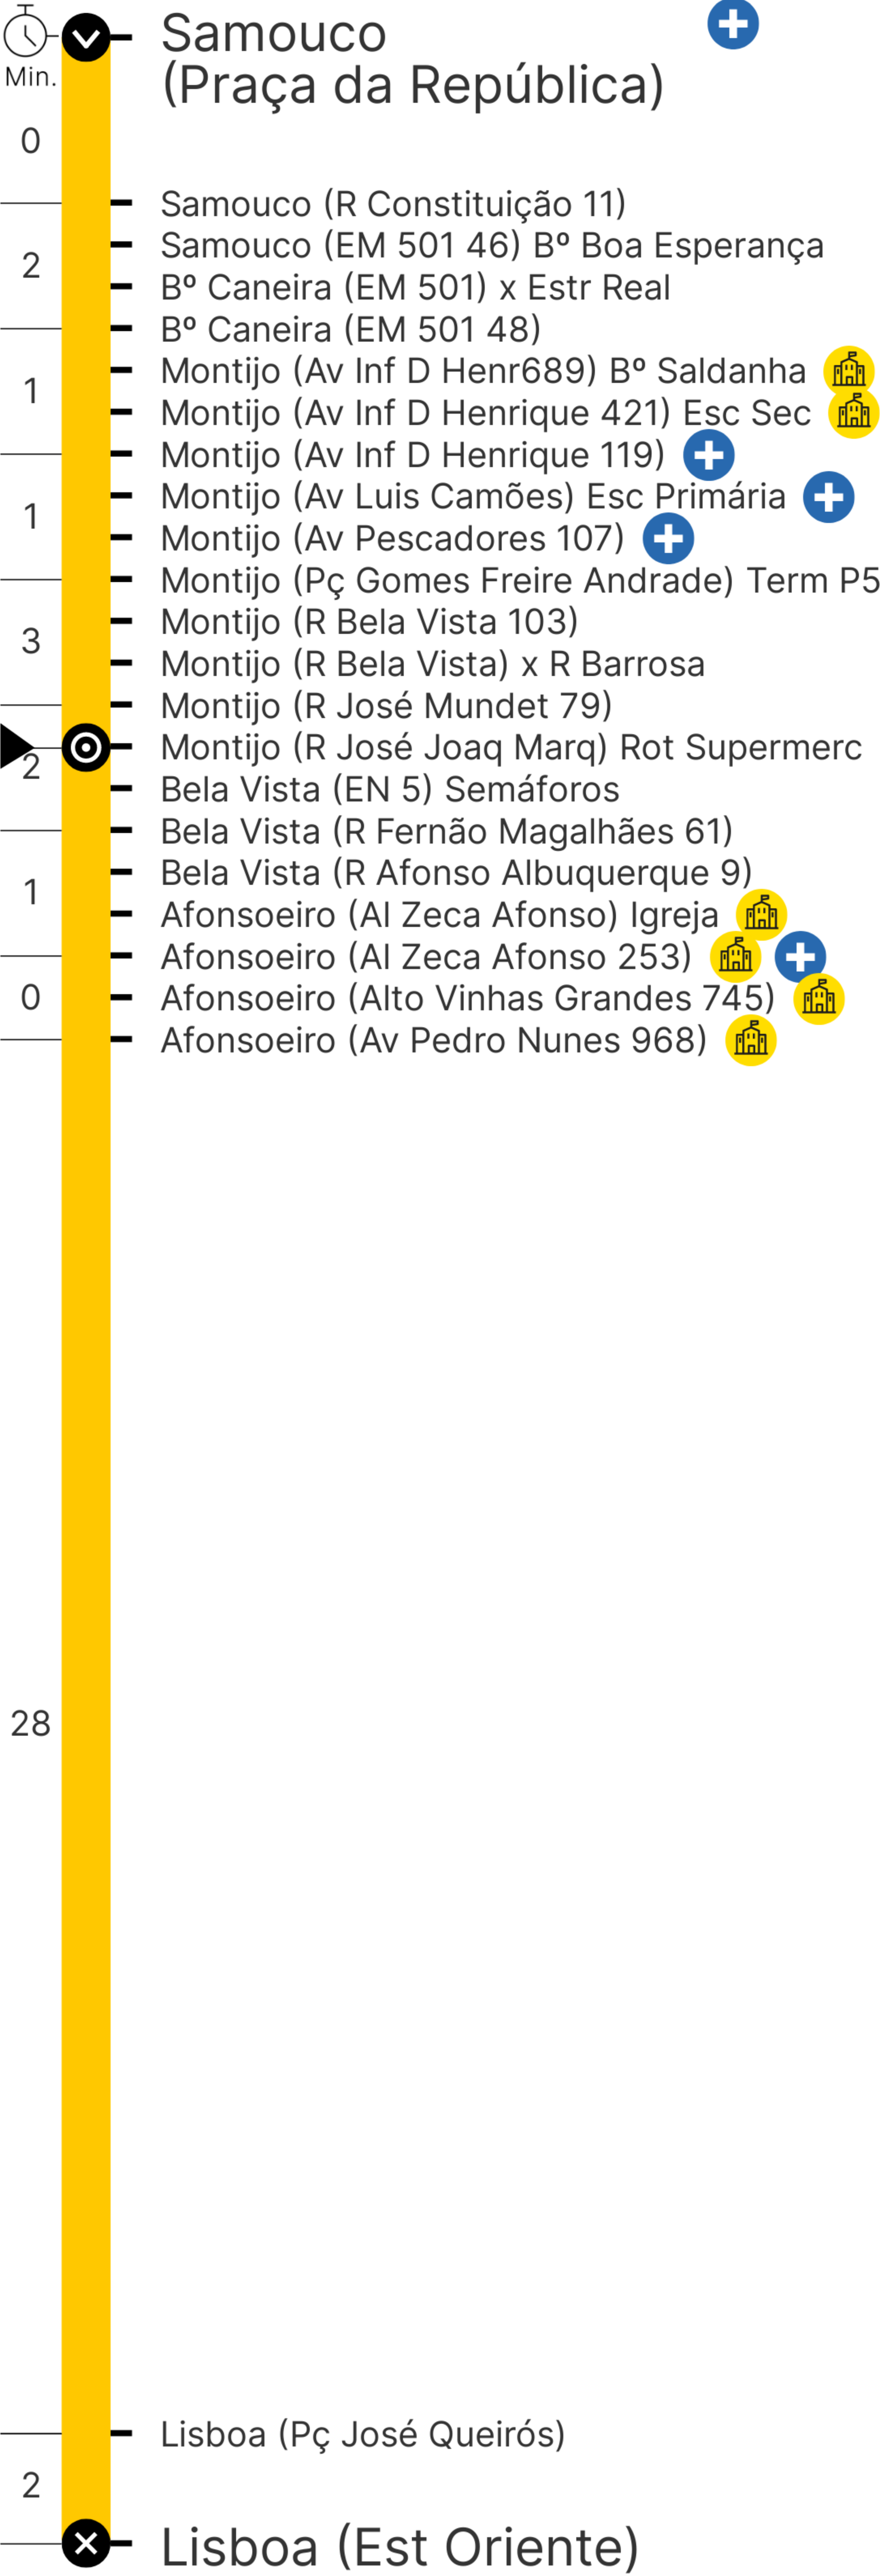 Samouco
(Praça da República)
Min.
0
Samouco (R Constituição 11)
Samouco (EM 501 46) Bº Boa Esperança
2
Bº Caneira (EM 501) x Estr Real
Bº Caneira (EM 501 48)
Montijo (Av Inf D Henr689) Bº Saldanha
1
Montijo (Av Inf D Henrique 421) Esc Sec
Montijo (Av Inf D Henrique 119)
Montijo (Av Luis Camões) Esc Primária
1
Montijo (Av Pescadores 107)
Montijo (Pç Gomes Freire Andrade) Term P5
Montijo (R Bela Vista 103)
3
Montijo (R Bela Vista) x R Barrosa
Montijo (R José Mundet 79)
Montijo (R José Joaq Marq) Rot Supermerc
2
Bela Vista (EN 5) Semáforos
Bela Vista (R Fernão Magalhães 61)
Bela Vista (R Afonso Albuquerque 9)
1
Afonsoeiro (Al Zeca Afonso) Igreja
Afonsoeiro (Al Zeca Afonso 253)
0
Afonsoeiro (Alto Vinhas Grandes 745)
Afonsoeiro (Av Pedro Nunes 968)
28
Lisboa (Pç José Queirós)
2
Lisboa (Est Oriente)